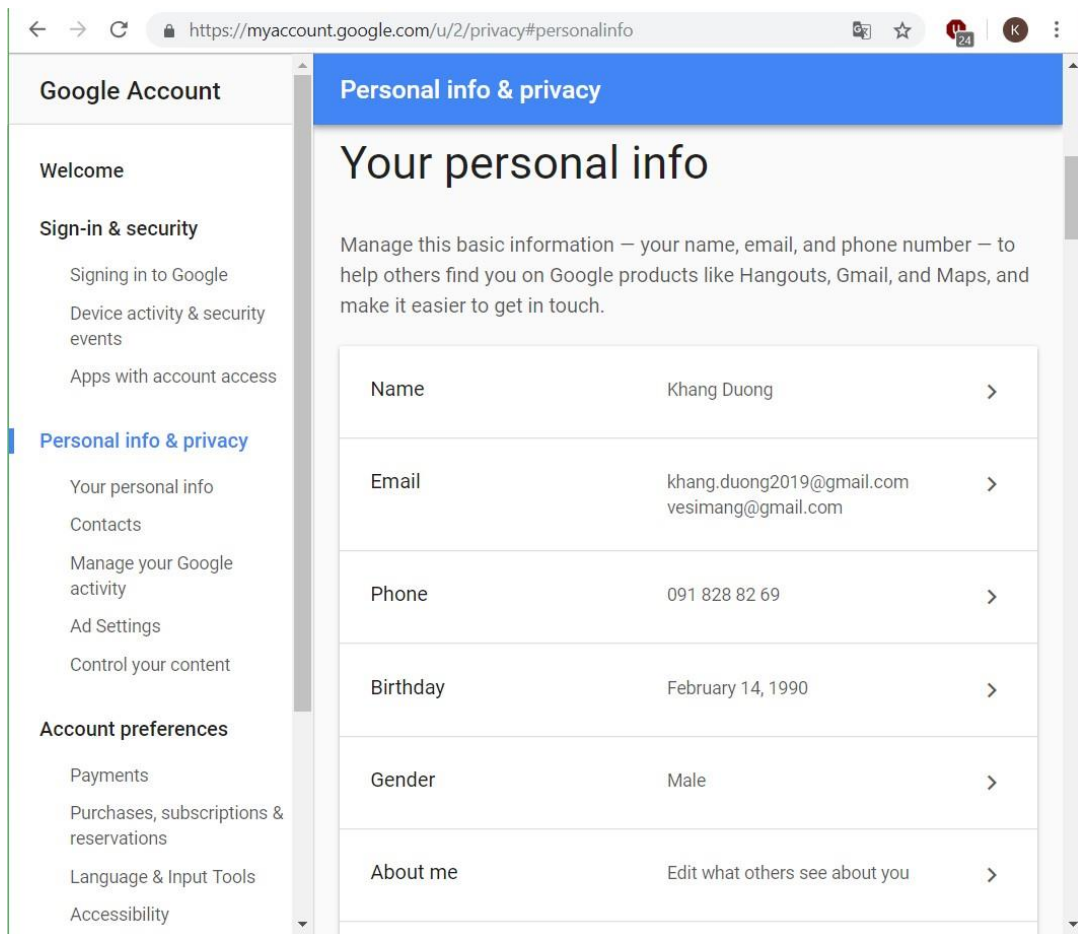 https://myaccount.google.com/u/2/privacy#personalinfo
24
K
Google Account
Welcome
Sign-in & security
Signing in to Google
Device activity & security
events
Apps with account access
Personal info & privacy
Your personal info
Contacts
Manage your Google
activity
Ad Settings
Control your content
Account preferences
Payments
Purchases, subscriptions &
reservations
Language & Input Tools
Accessibility
Personal info & privacy
Your personal info
Manage this basic information — your name, email, and phone number — to
help others find you on Google products like Hangouts, Gmail, and Maps, and
make it easier to get in touch.
Name Khang Duong
Email khang.duong2019@gmail.com
vesimang@gmail.com
Phone 091 828 82 69
Birthday February 14, 1990
Gender Male
About me Edit what others see about you